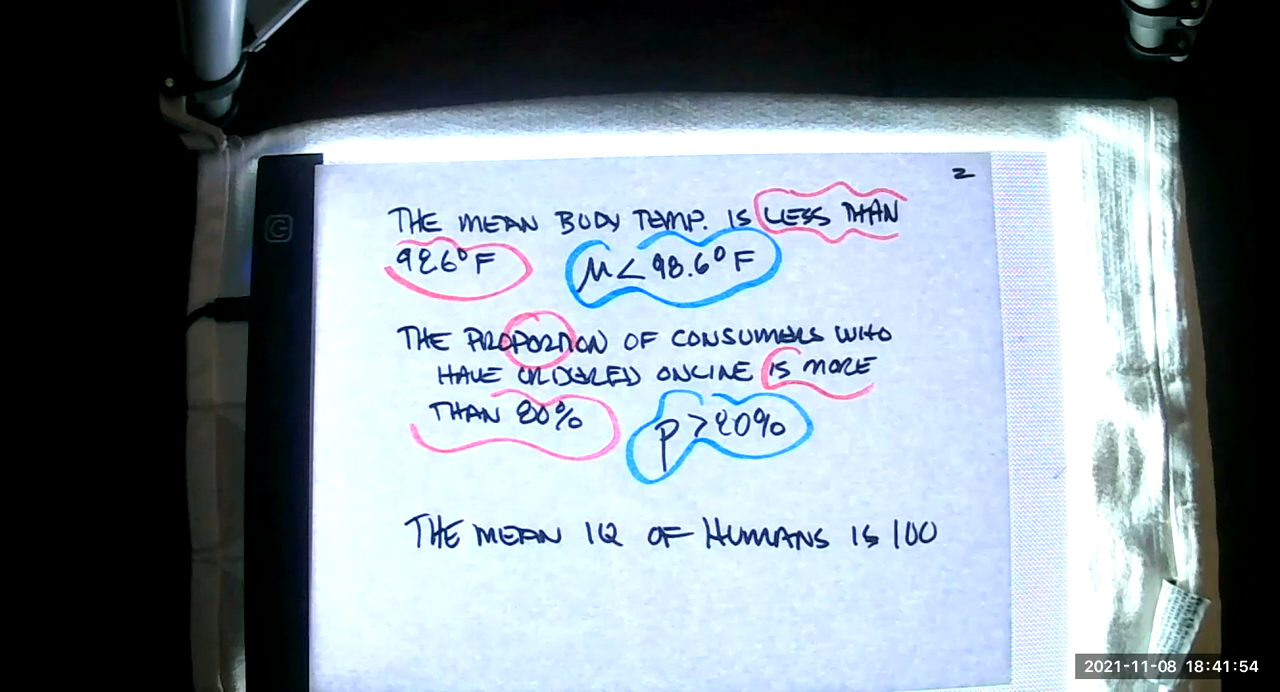 2
THE MEAN BODY TEMP. IS LESS THAN
98.6° F
μ < 98.6° F
THE PROPORTION OF CONSUMERS WHO
HAVE ORDERED ONLINE IS MORE
THAN 80%
p > 80%
THE MEAN IQ OF HUMANS IS 100
2021-11-08 18:41:54